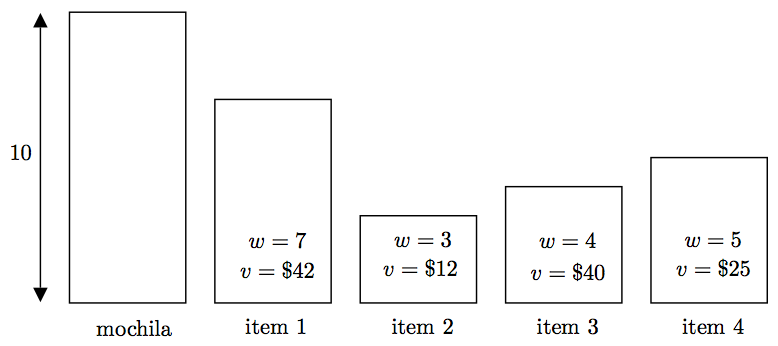 10
w = 7
v = $42
w = 3
v = $12
w = 4
v = $40
w = 5
v = $25
mochila
item 1
item 2
item 3
item 4